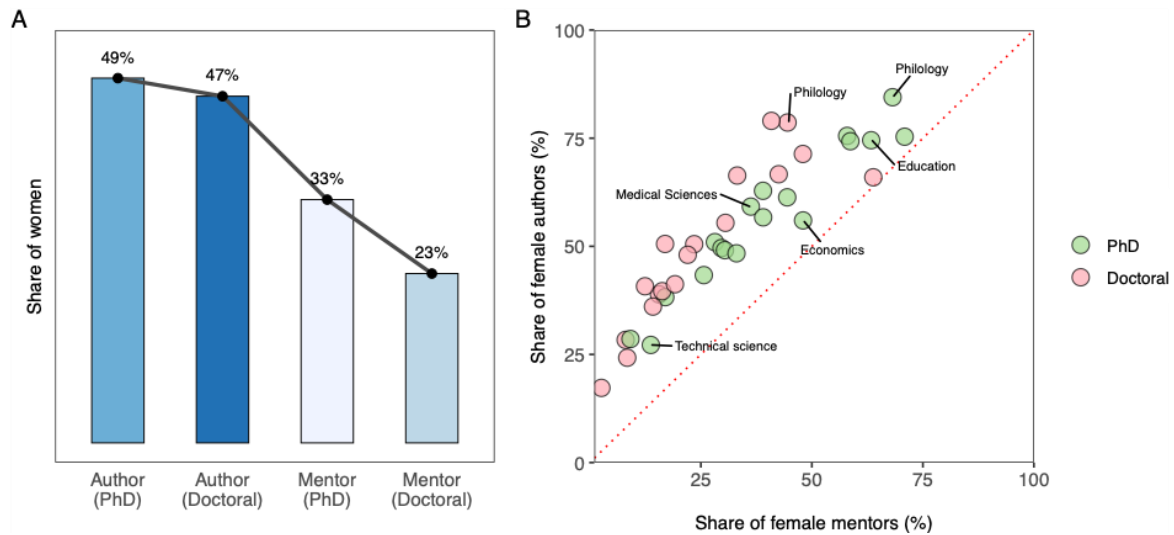 A
49%
47%
33%
23%
Share of women
Author
(PhD)
Author
(Doctoral)
Mentor
(PhD)
Mentor
(Doctoral)
B
100
75
50
25
0
Share of female authors (%)
Philology
Philology
Education
Medical Sciences
Economics
Technical science
25
50
75
100
Share of female mentors (%)
PhD
Doctoral